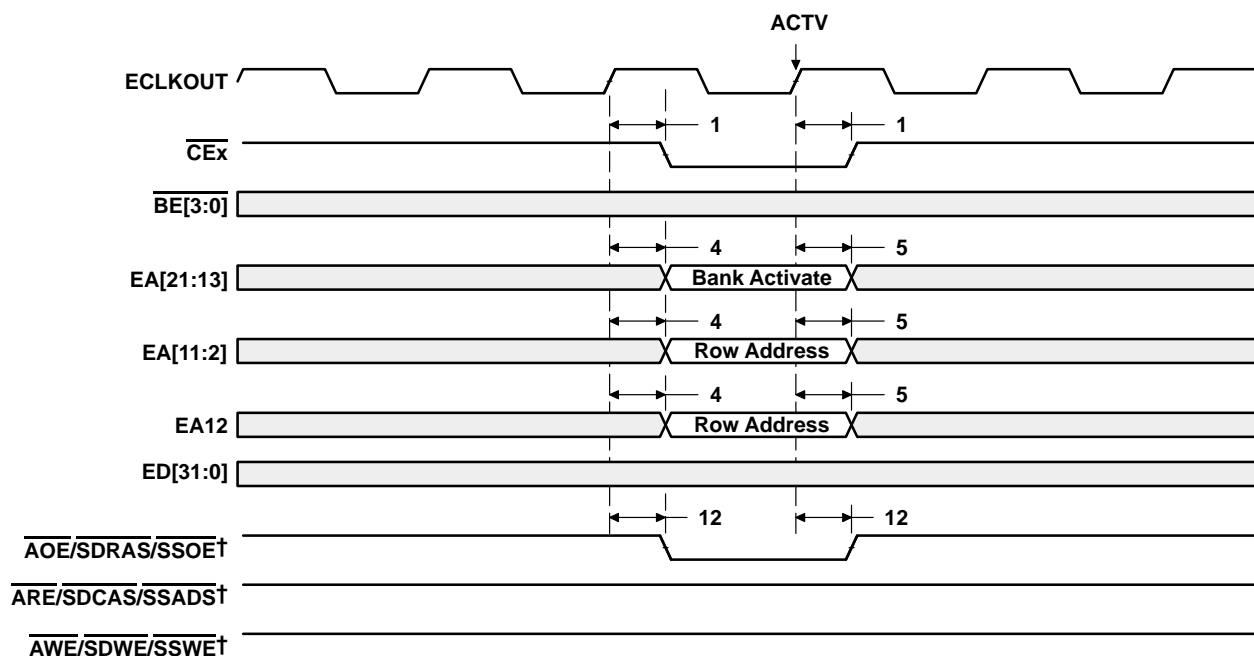 ACTV
ECLKOUT
1 1
CEx
BE[3:0]
4 5
EA[21:13] Bank Activate
4 5
EA[11:2] Row Address
4 5
EA12 Row Address
ED[31:0]
12 12
AOE/SDRAS/SSOE†
ARE/SDCAS/SSADS†
AWE/SDWE/SSWE†